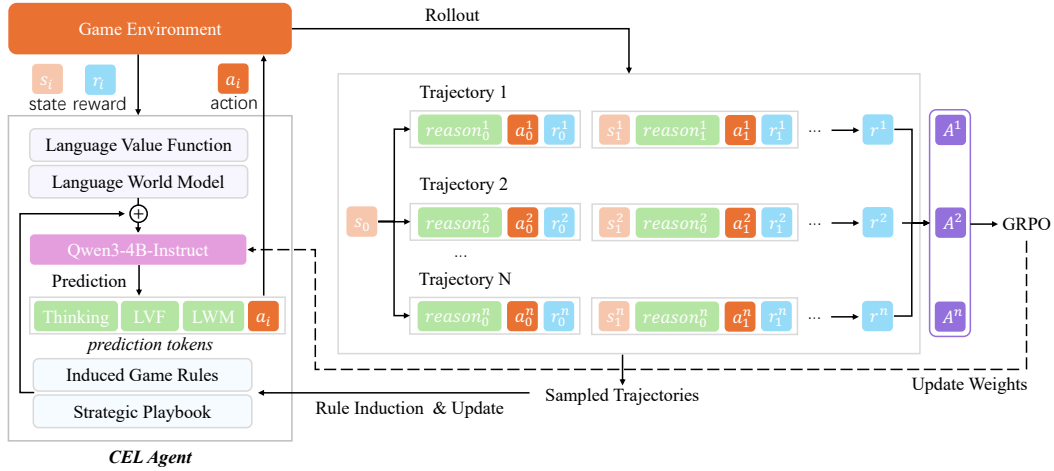 Game Environment
Rollout
s_i
r_i
a_i
state
reward
action
Language Value Function
Language World Model
Qwen3-4B-Instruct
Prediction
Thinking
LVF
LWM
a_i
prediction tokens
Induced Game Rules
Strategic Playbook
CEL Agent
Trajectory 1
reason_0^1 a_0^1 r_0^1 s_1^1 reason_1^1 a_1^1 r_1^1 ... r^1 A^1
Trajectory 2
s_0 reason_0^2 a_0^2 r_0^2 s_1^2 reason_1^2 a_1^2 r_1^2 ... r^2 A^2 GRPO
...
Trajectory N
reason_0^n a_0^n r_0^n s_1^n reason_1^n a_1^n r_1^n ... r^n A^n
Update Weights
Sampled Trajectories
Rule Induction & Update